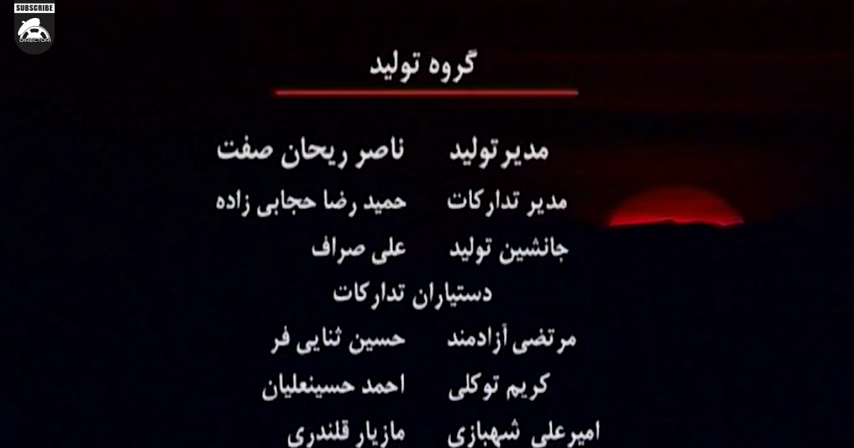 SUBSCRIBE
گروه تولید
مدیر تولید ناصر ریحان صفت
مدیر تدارکات حمید رضا حجابی زاده
جانشین تولید علی صراف
دستیاران تدارکات
مرتضی آزادمند حسین ثنایی فر
کریم توکلی احمد حسینعلیان
امیرعلی شهبازی مازیار قلندری